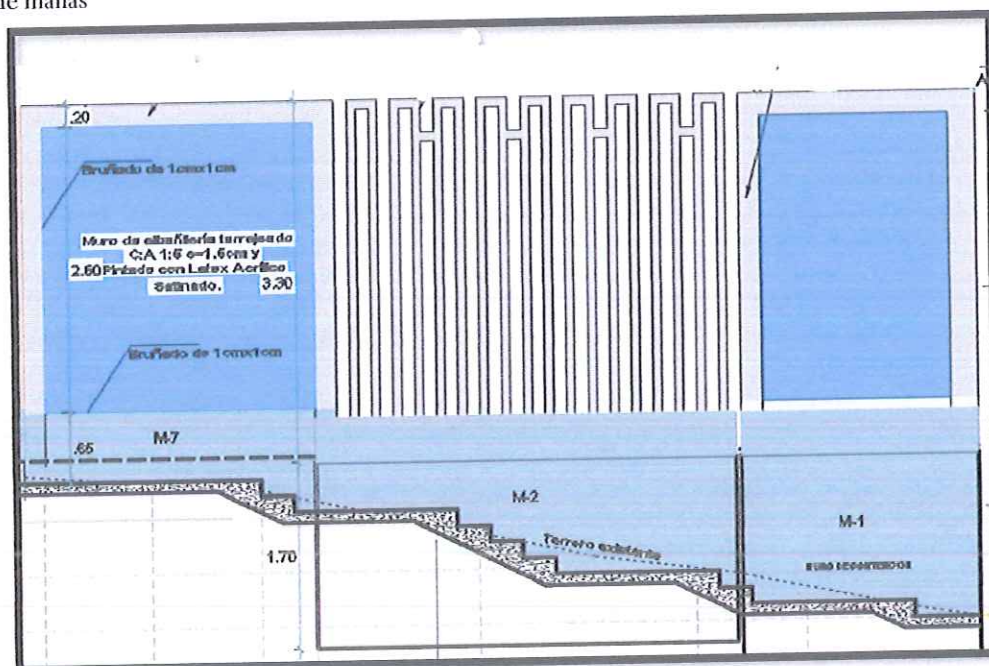 mallas
.20
Bruñado de 1cmx1cm
Muro de albañilería tarrajeado
C:A 1:5 e=1.5cm y
2.60 Pintado con Latex Acrílico
Satinado. 3.30
Bruñado de 1cmx1cm
M-7
.65
M-2
M-1
Terreno existente
1.70